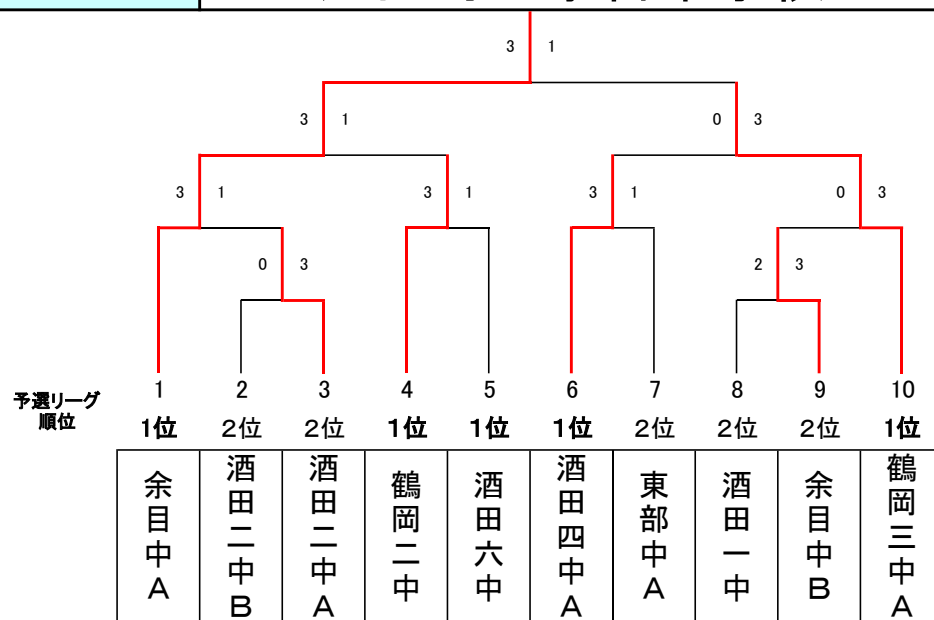 3 1
3 1 0 3
3 1 3 1 3 1 0 3
0 3 2 3
予選リーグ
順位
1 2 3 4 5 6 7 8 9 10
1位 2位 2位 1位 1位 1位 2位 2位 2位 1位
余目中A
酒田二中B
酒田二中A
鶴岡二中
酒田六中
酒田四中A
東部中A
酒田一中
余目中B
鶴岡三中A